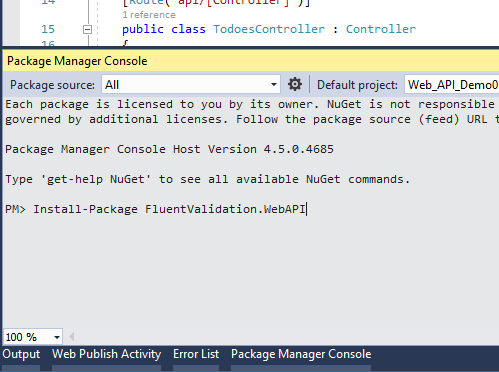 14
[Route("api/[controller]")]
1 reference
15
public class TodoesController : Controller
16
{
Package Manager Console
Package source: All
Default project: Web_API_Demo0
Each package is licensed to you by its owner. NuGet is not responsible
governed by additional licenses. Follow the package source (feed) URL t
Package Manager Console Host Version 4.5.0.4685
Type 'get-help NuGet' to see all available NuGet commands.
PM> Install-Package FluentValidation.WebAPI
100 %
Output Web Publish Activity Error List Package Manager Console